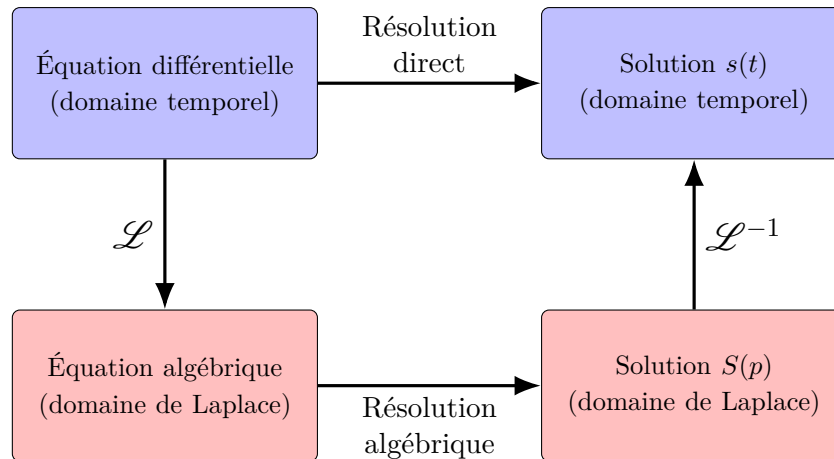 Équation différentielle
(domaine temporel)
Résolution
direct
Solution s(t)
(domaine temporel)
ℒ
ℒ⁻¹
Équation algébrique
(domaine de Laplace)
Résolution
algébrique
Solution S(p)
(domaine de Laplace)